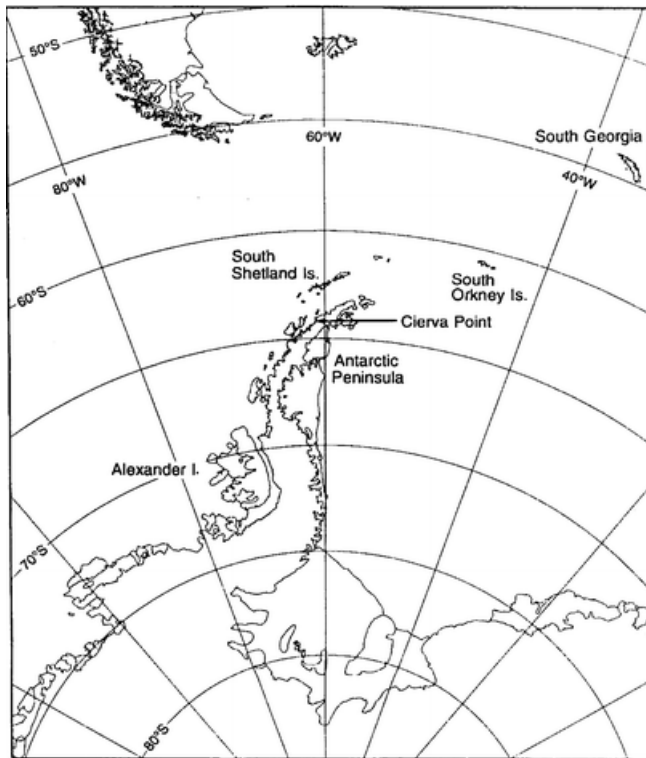 50°S
60°W
South Georgia
80°W
40°W
South
Shetland Is.
60°S
South
Orkney Is.
Cierva Point
Antarctic
Peninsula
Alexander I.
70°S
80°S